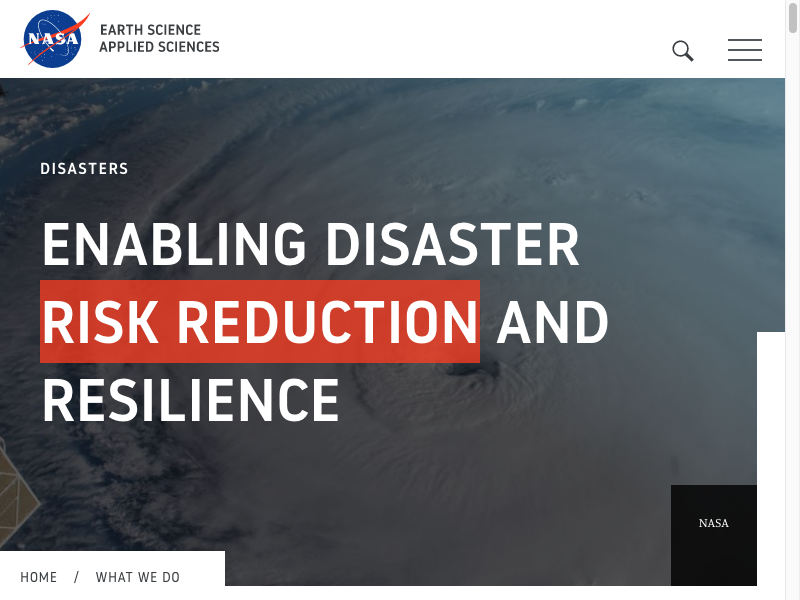 NASA
EARTH SCIENCE
APPLIED SCIENCES
DISASTERS
ENABLING DISASTER
RISK REDUCTION AND
RESILIENCE
NASA
HOME / WHAT WE DO